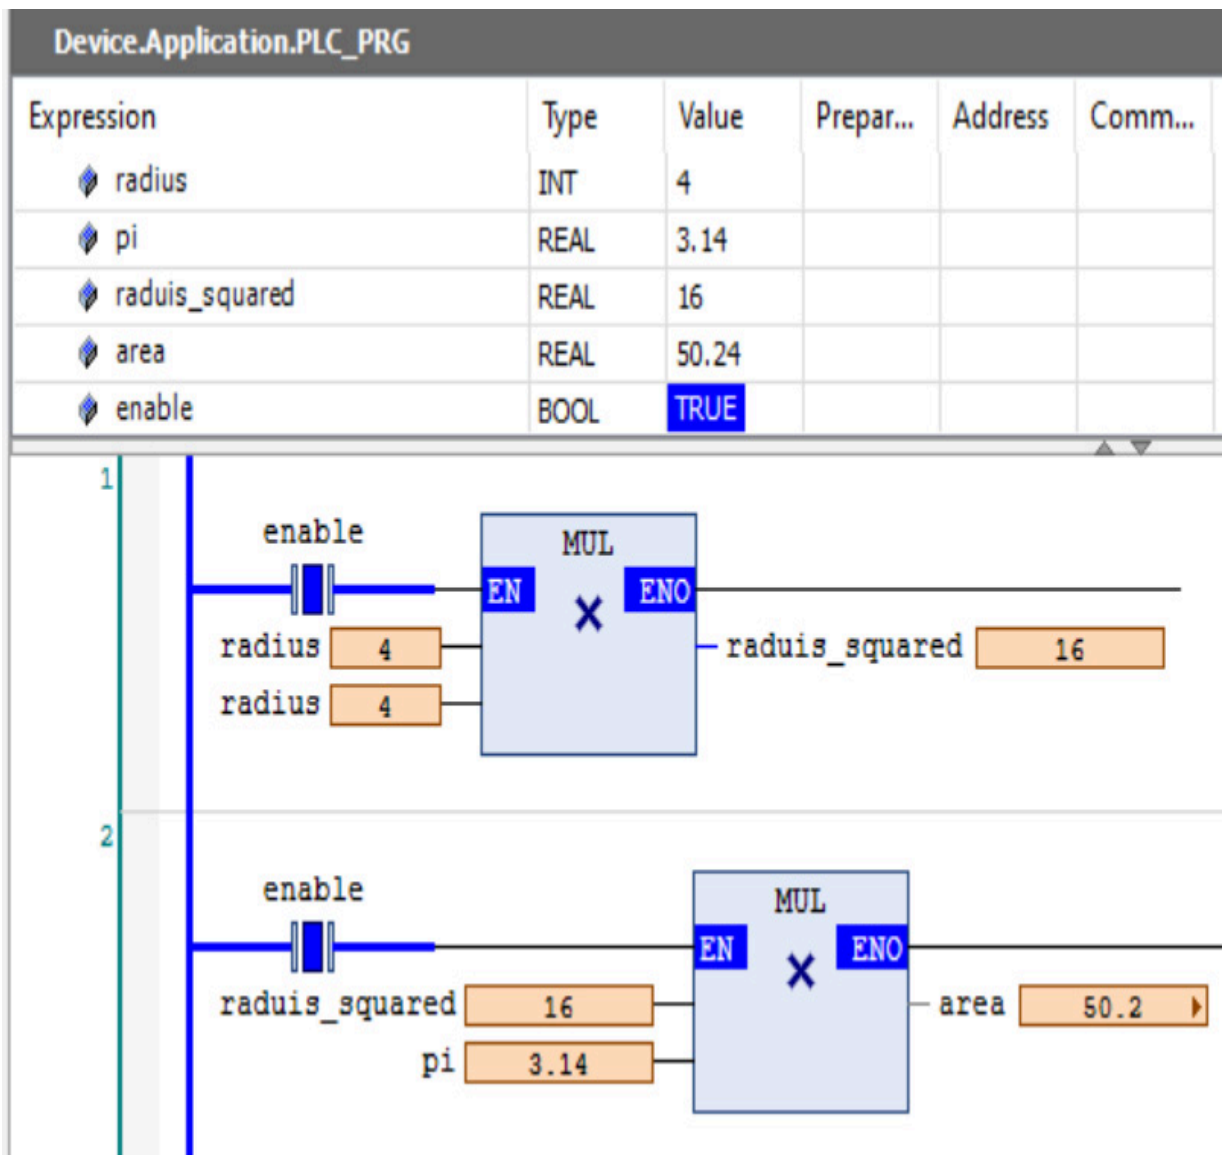 Device.Application.PLC_PRG
Expression Type Value Prepar... Address Comm...
radius INT 4
pi REAL 3.14
raduis_squared REAL 16
area REAL 50.24
enable BOOL TRUE
1
enable
MUL
EN ENO
radius 4 raduis_squared 16
radius 4
2
enable
MUL
EN ENO
raduis_squared 16 area 50.2
pi 3.14